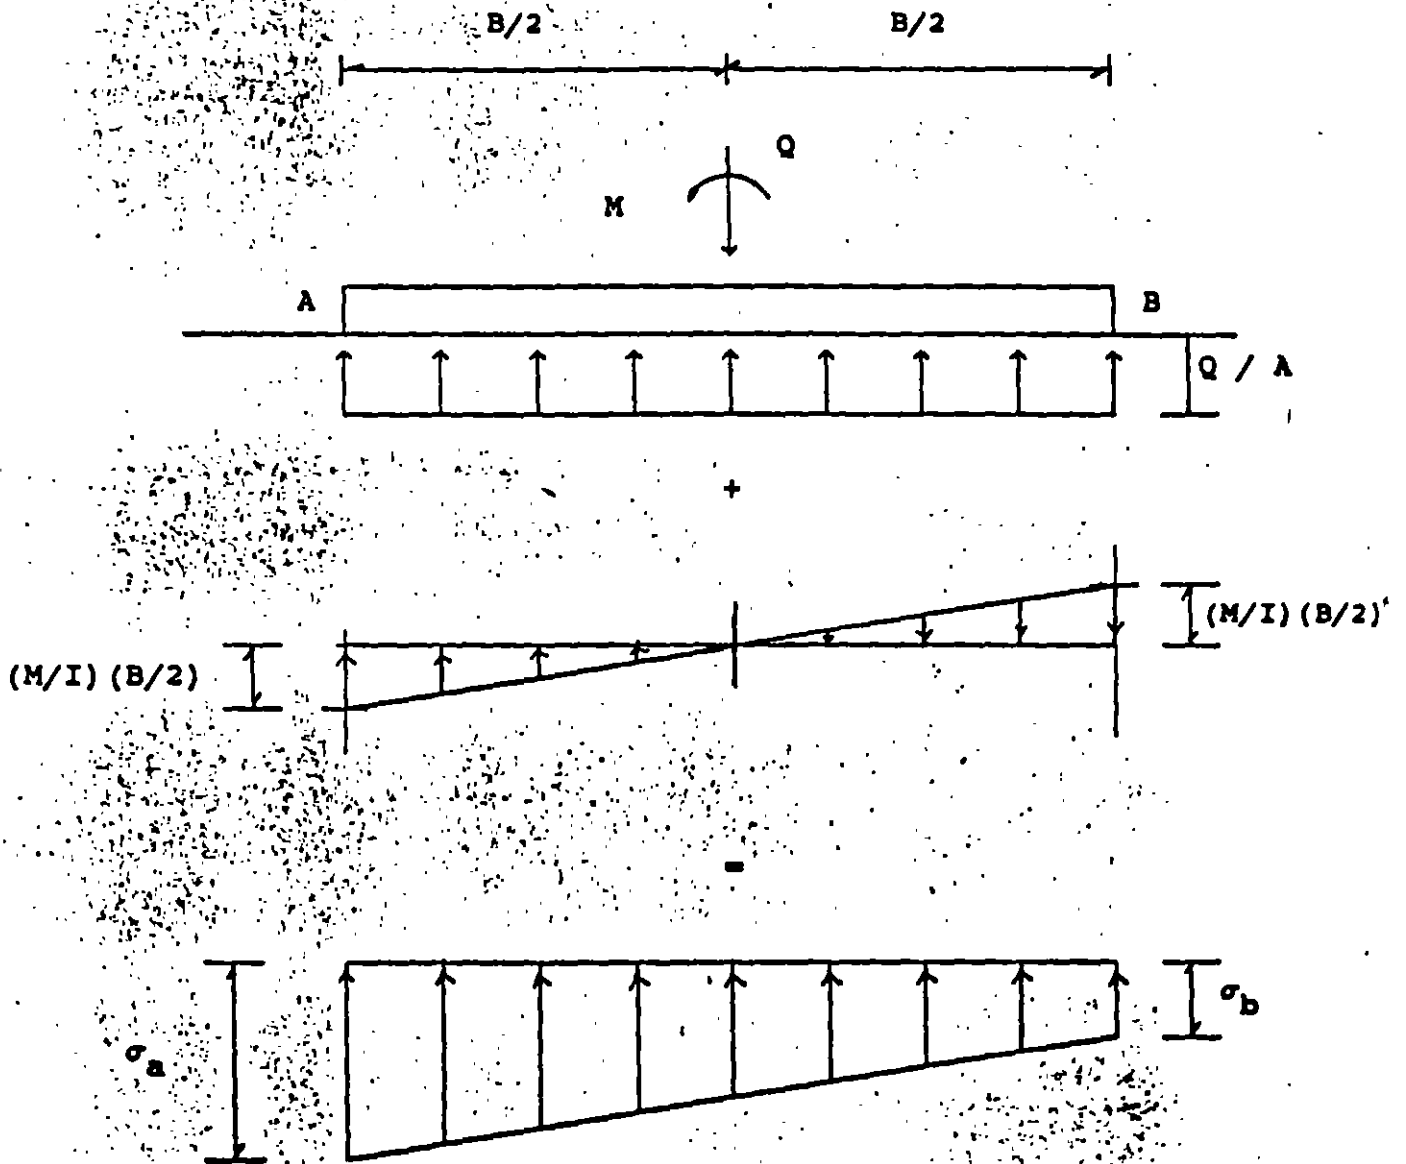 B/2 B/2
Q
M
A B
Q / A
+
(M/I)(B/2)
(M/I)(B/2)
=
σb
σa